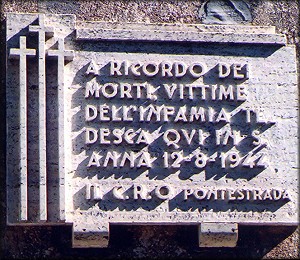 A RICORDO DEI
MORTI VITTIME
DELL'INFAMIA TE
DESCA QVI IN S.
ANNA 12-8-1944
IL C.R.O PONTESTRADA